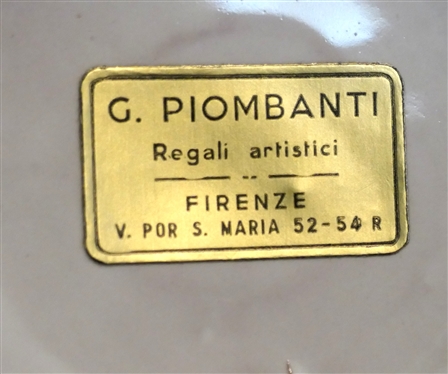 G. PIOMBANTI
Regali artistici
FIRENZE
V. POR S. MARIA 52-54 R